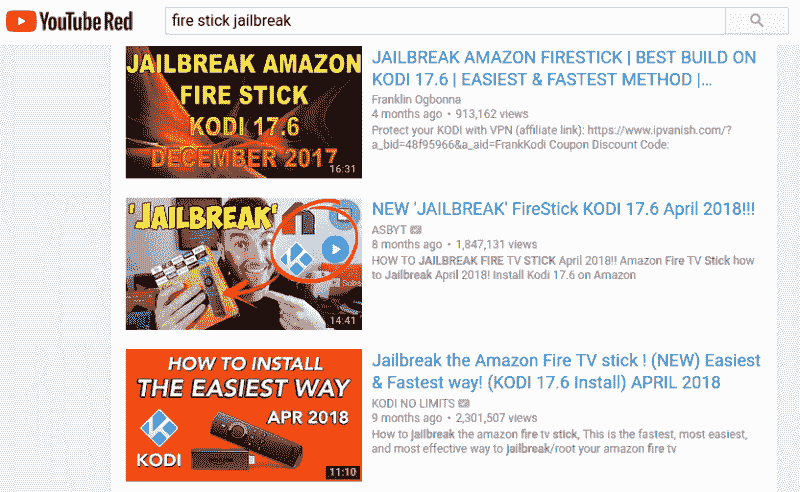 YouTube Red
fire stick jailbreak
JAILBREAK AMAZON
FIRE STICK
KODI 17.6
DECEMBER 2017
16:31
JAILBREAK AMAZON FIRESTICK | BEST BUILD ON
KODI 17.6 | EASIEST & FASTEST METHOD |...
Franklin Ogbonna
4 months ago • 913,162 views
Protect your KODI with VPN (affiliate link): https://www.ipvanish.com/?
a_bid=48f95966&a_aid=FrankKodi Coupon Discount Code:
'JAILBREAK'
14:41
NEW 'JAILBREAK' FireStick KODI 17.6 April 2018!!!
ASBYT
8 months ago • 1,847,131 views
HOW TO JAILBREAK FIRE TV STICK April 2018!! Amazon Fire TV Stick how
to Jailbreak April 2018! Install Kodi 17.6 on Amazon
HOW TO INSTALL
THE EASIEST WAY
APR 2018
KODI
11:10
Jailbreak the Amazon Fire TV stick ! (NEW) Easiest
& Fastest way! (KODI 17.6 Install) APRIL 2018
KODI NO LIMITS
9 months ago • 2,301,507 views
How to jailbreak the amazon fire tv stick, This is the fastest, most easiest,
and most effective way to jailbreak/root your amazon fire tv